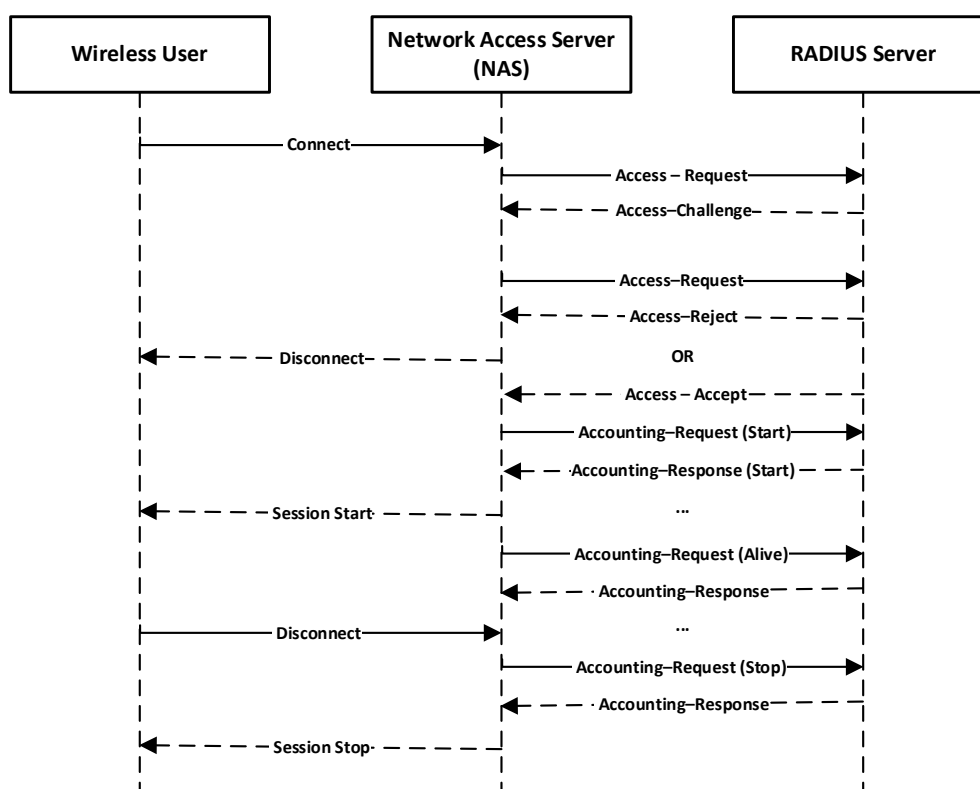 Wireless User
Network Access Server
(NAS)
RADIUS Server
Connect
Access – Request
Access–Challenge
Access–Request
Access–Reject
Disconnect
OR
Access – Accept
Accounting–Request (Start)
Accounting–Response (Start)
Session Start
...
Accounting–Request (Alive)
Accounting–Response
Disconnect
...
Accounting–Request (Stop)
Accounting–Response
Session Stop